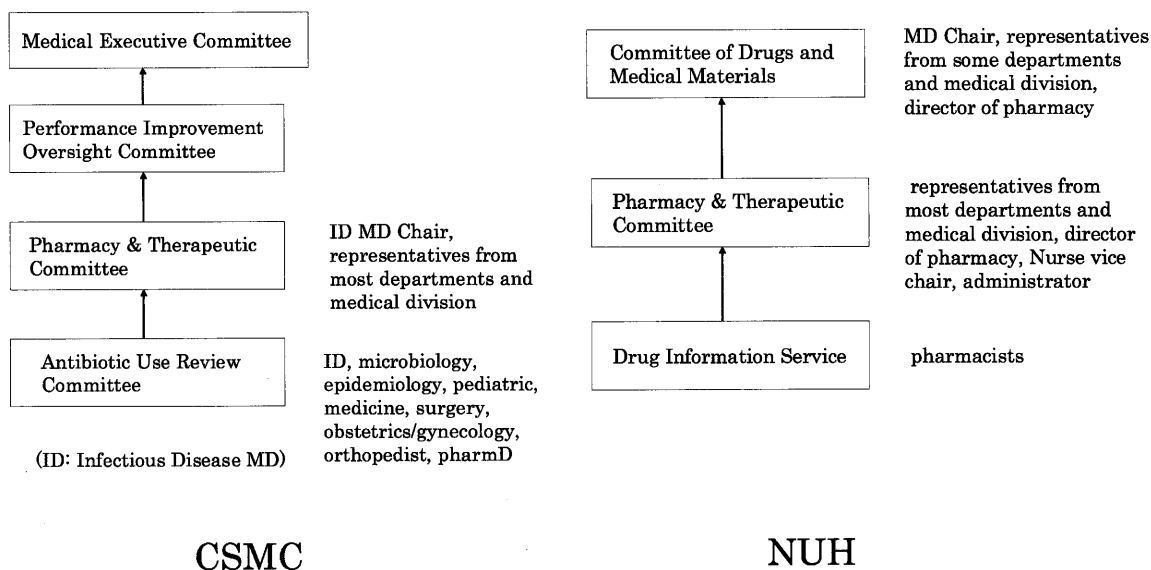 Medical Executive Committee
Performance Improvement
Oversight Committee
Pharmacy & Therapeutic
Committee
ID MD Chair,
representatives from
most departments and
medical division
Antibiotic Use Review
Committee
ID, microbiology,
epidemiology, pediatric,
medicine, surgery,
obstetrics/gynecology,
orthopedist, pharmD
(ID: Infectious Disease MD)
CSMC
Committee of Drugs and
Medical Materials
MD Chair, representatives
from some departments
and medical division,
director of pharmacy
Pharmacy & Therapeutic
Committee
representatives from
most departments and
medical division, director
of pharmacy, Nurse vice
chair, administrator
Drug Information Service
pharmacists
NUH